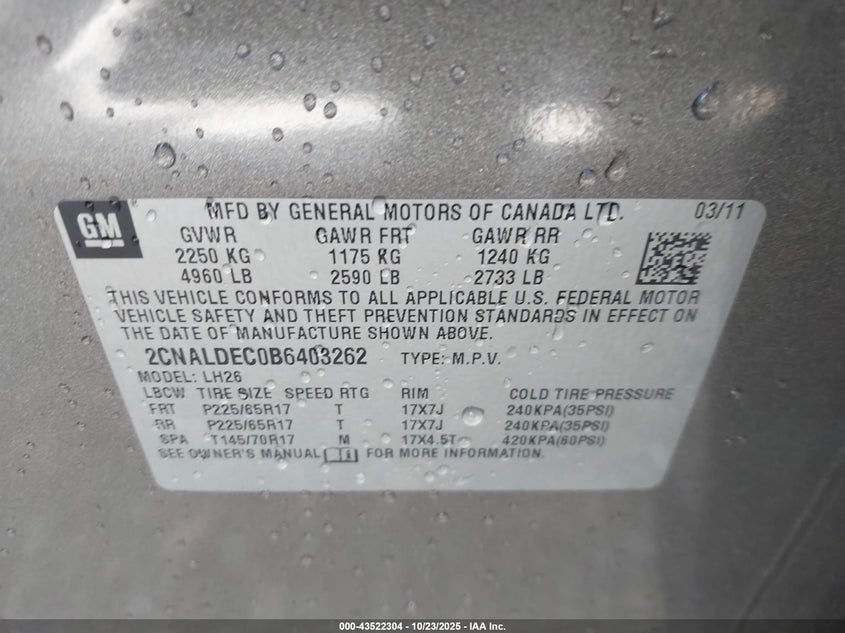 GM
MFD BY GENERAL MOTORS OF CANADA LTD. 03/11
GVWR GAWR FRT GAWR RR
2250 KG 1175 KG 1240 KG
4960 LB 2590 LB 2733 LB
THIS VEHICLE CONFORMS TO ALL APPLICABLE U.S. FEDERAL MOTOR
VEHICLE SAFETY AND THEFT PREVENTION STANDARDS IN EFFECT ON
THE DATE OF MANUFACTURE SHOWN ABOVE.
2CNALDEC0B6403262 TYPE: M.P.V.
MODEL: LH26
LBCW TIRE SIZE SPEED RTG RIM COLD TIRE PRESSURE
FRT P225/65R17 T 17X7J 240KPA(35PSI)
RR P225/65R17 T 17X7J 240KPA(35PSI)
SPA T145/70R17 M 17X4.5T 420KPA(60PSI)
SEE OWNER'S MANUAL i FOR MORE INFORMATION.
000-43522304 - 10/23/2025 - IAA Inc.